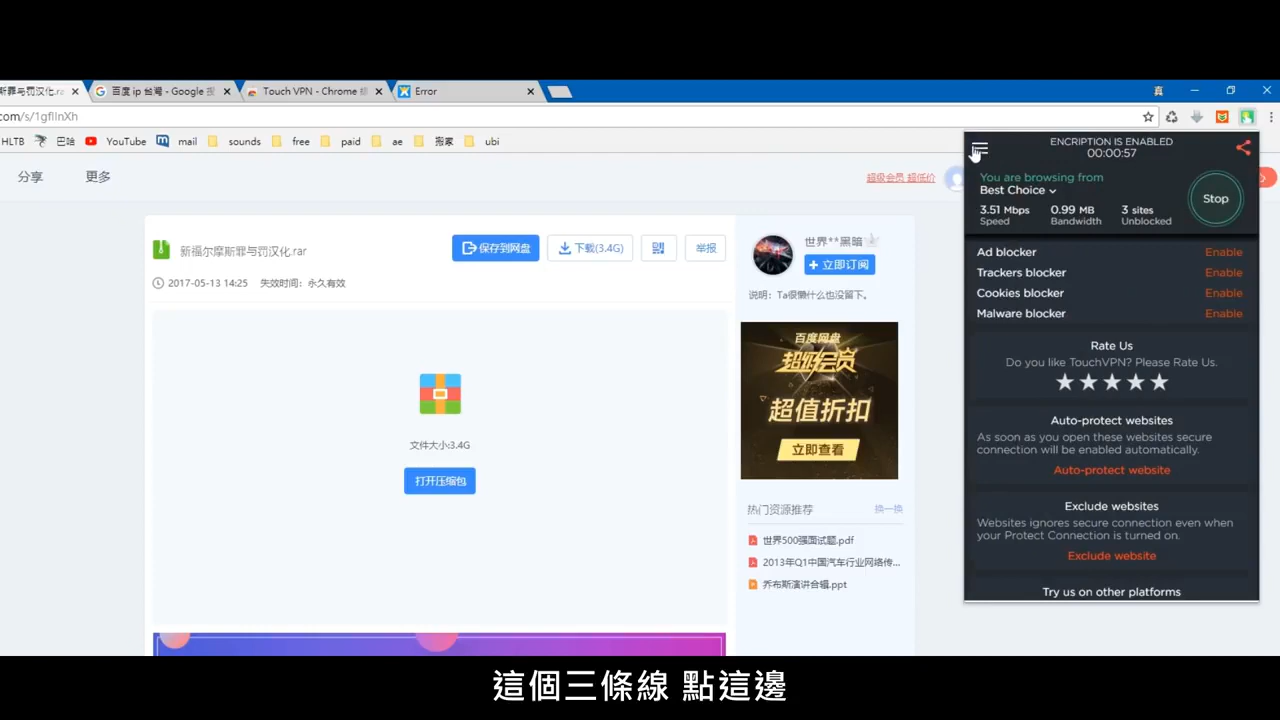 斯罪与罚汉化.ra
百度 ip 台灣 - Google 搜
Touch VPN - Chrome
Error
com/s/1gfIInXh
HLTB
巴哈
YouTube
mail
sounds
free
paid
ae
搬家
ubi
分享
更多
超级会员 超低价
新福尔摩斯罪与罚汉化.rar
保存到网盘
下载(3.4G)
举报
2017-05-13 14:25 失效时间：永久有效
文件大小:3.4G
打开压缩包
世界**黑暗
+ 立即订阅
说明：Ta很懒什么也没留下。
百度网盘
超级会员
超值折扣
立即查看
热门资源推荐
换一换
世界500强面试题.pdf
2013年Q1中国汽车行业网络传...
乔布斯演讲合辑.ppt
ENCRIPTION IS ENABLED
00:00:57
You are browsing from
Best Choice
Stop
3.51 Mbps
Speed
0.99 MB
Bandwidth
3 sites
Unblocked
Ad blocker Enable
Trackers blocker Enable
Cookies blocker Enable
Malware blocker Enable
Rate Us
Do you like TouchVPN? Please Rate Us.
Auto-protect websites
As soon as you open these websites secure
connection will be enabled automatically.
Auto-protect website
Exclude websites
Websites ignores secure connection even when
your Protect Connection is turned on.
Exclude website
Try us on other platforms
這個三條線 點這邊